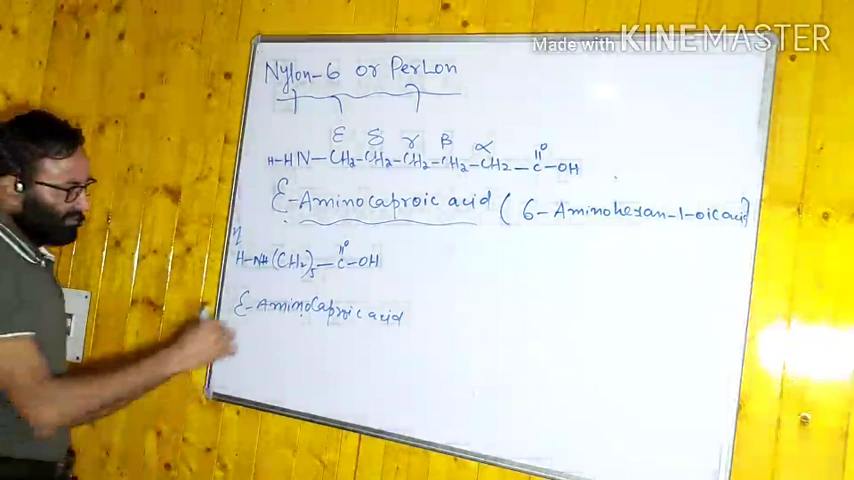 Made with KINEMASTER
Nylon-6 or Perlon
ε δ γ β α O
H-HN-CH2-CH2-CH2-CH2-CH2-C-OH
ε-Aminocaproic acid ( 6-Aminohexan-1-oic acid
η O
H-NH(CH2)5-C-OH
ε-AminoCaproic acid